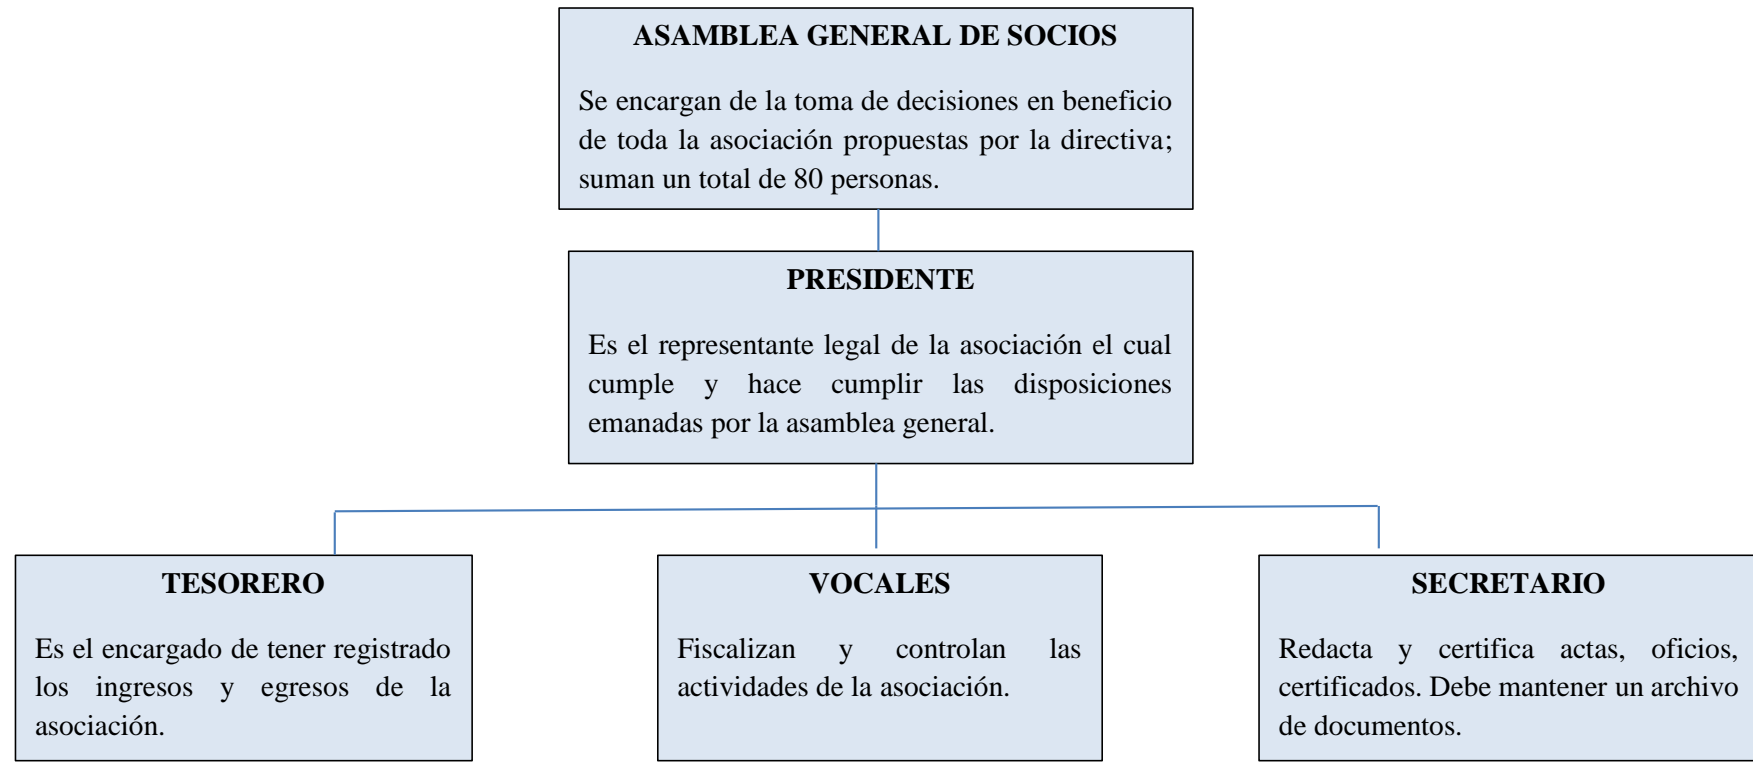 ASAMBLEA GENERAL DE SOCIOS
Se encargan de la toma de decisiones en beneficio
de toda la asociación propuestas por la directiva;
suman un total de 80 personas.
PRESIDENTE
Es el representante legal de la asociación el cual
cumple y hace cumplir las disposiciones
emanadas por la asamblea general.
TESORERO
Es el encargado de tener registrado
los ingresos y egresos de la
asociación.
VOCALES
Fiscalizan y controlan las
actividades de la asociación.
SECRETARIO
Redacta y certifica actas, oficios,
certificados. Debe mantener un archivo
de documentos.